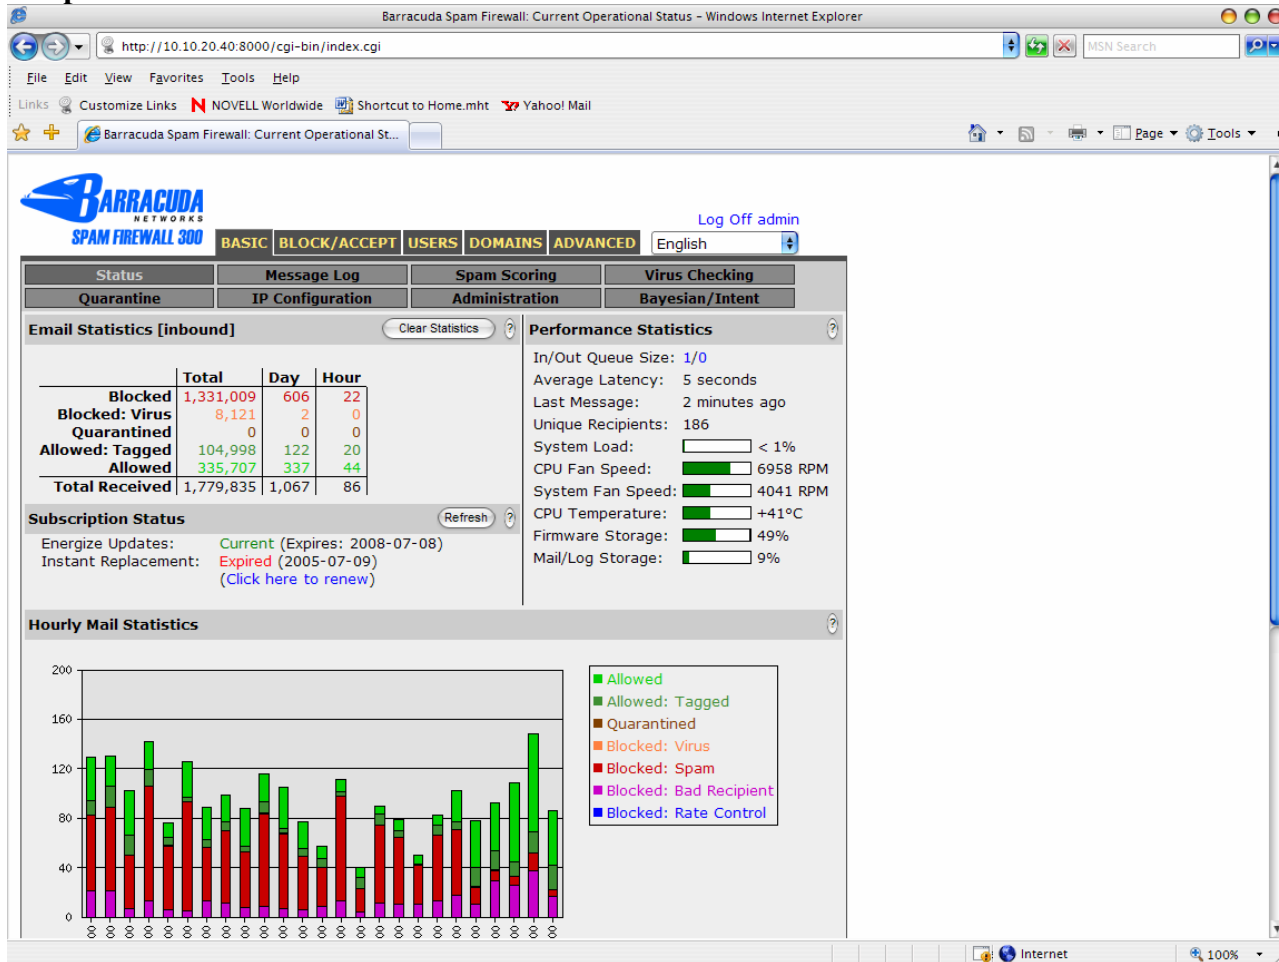 Barracuda Spam Firewall: Current Operational Status - Windows Internet Explorer
http://10.10.20.40:8000/cgi-bin/index.cgi
MSN Search
File Edit View Favorites Tools Help
Links Customize Links NOVELL Worldwide Shortcut to Home.mht Yahoo! Mail
Barracuda Spam Firewall: Current Operational St...
Page Tools
BARRACUDA
NETWORKS
SPAM FIREWALL 300
Log Off admin
BASIC BLOCK/ACCEPT USERS DOMAINS ADVANCED English
Status Message Log Spam Scoring Virus Checking
Quarantine IP Configuration Administration Bayesian/Intent
Email Statistics [inbound] Clear Statistics ?
Total Day Hour
Blocked 1,331,009 606 22
Blocked: Virus 8,121 2 0
Quarantined 0 0 0
Allowed: Tagged 104,998 122 20
Allowed 335,707 337 44
Total Received 1,779,835 1,067 86
Subscription Status Refresh ?
Energize Updates: Current (Expires: 2008-07-08)
Instant Replacement: Expired (2005-07-09)
(Click here to renew)
Performance Statistics ?
In/Out Queue Size: 1/0
Average Latency: 5 seconds
Last Message: 2 minutes ago
Unique Recipients: 186
System Load: < 1%
CPU Fan Speed: 6958 RPM
System Fan Speed: 4041 RPM
CPU Temperature: +41°C
Firmware Storage: 49%
Mail/Log Storage: 9%
Hourly Mail Statistics ?
200
160
120
80
40
0
Allowed
Allowed: Tagged
Quarantined
Blocked: Virus
Blocked: Spam
Blocked: Bad Recipient
Blocked: Rate Control
Internet 100%